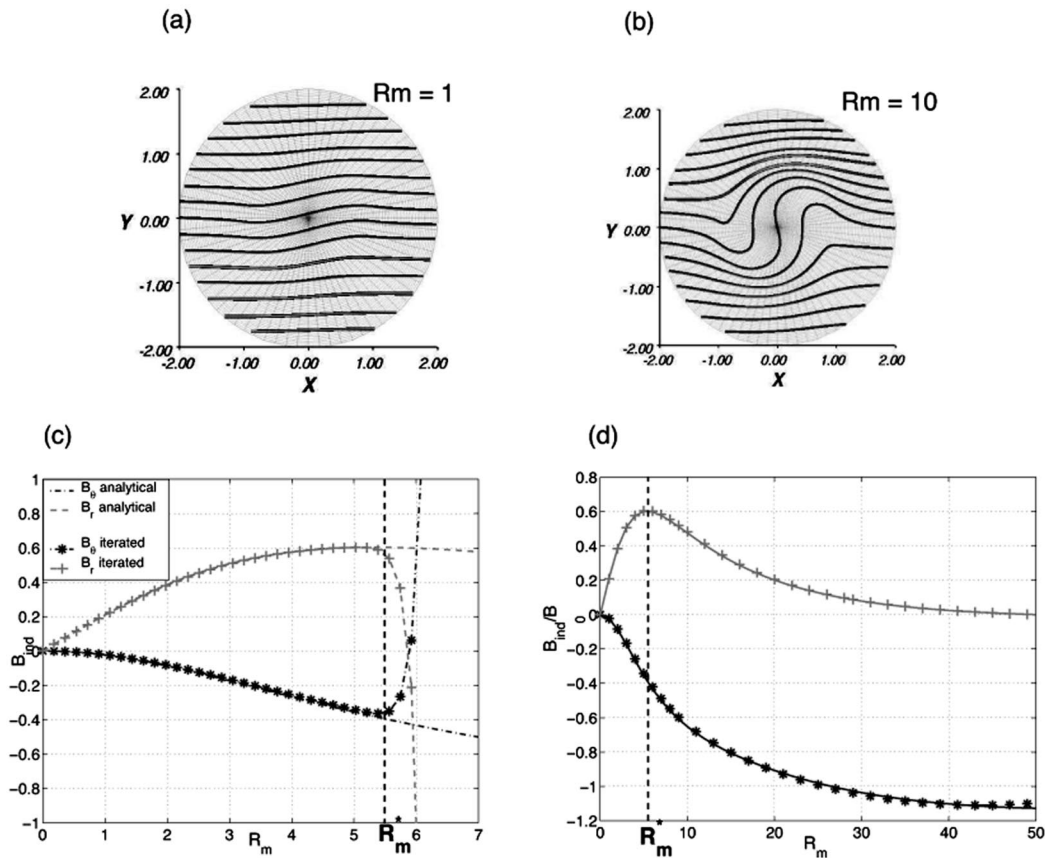 (a)
Rm = 1
2.00
1.00
Y 0.00
-1.00
-2.00
-2.00 -1.00 0.00 1.00 2.00
X
(b)
Rm = 10
2.00
1.00
Y 0.00
-1.00
-2.00
-2.00 -1.00 0.00 1.00 2.00
X
(c)
B_θ analytical
B_r analytical
B_θ iterated
B_r iterated
1
0.8
0.6
0.4
0.2
0
-0.2
-0.4
-0.6
-0.8
-1
B_ind
0 1 2 3 4 5 6 7
R_m
R_m*
(d)
0.8
0.6
0.4
0.2
0
-0.2
-0.4
-0.6
-0.8
-1
-1.2
B_ind/B_0
0 10 20 30 40 50
R_m*
R_m